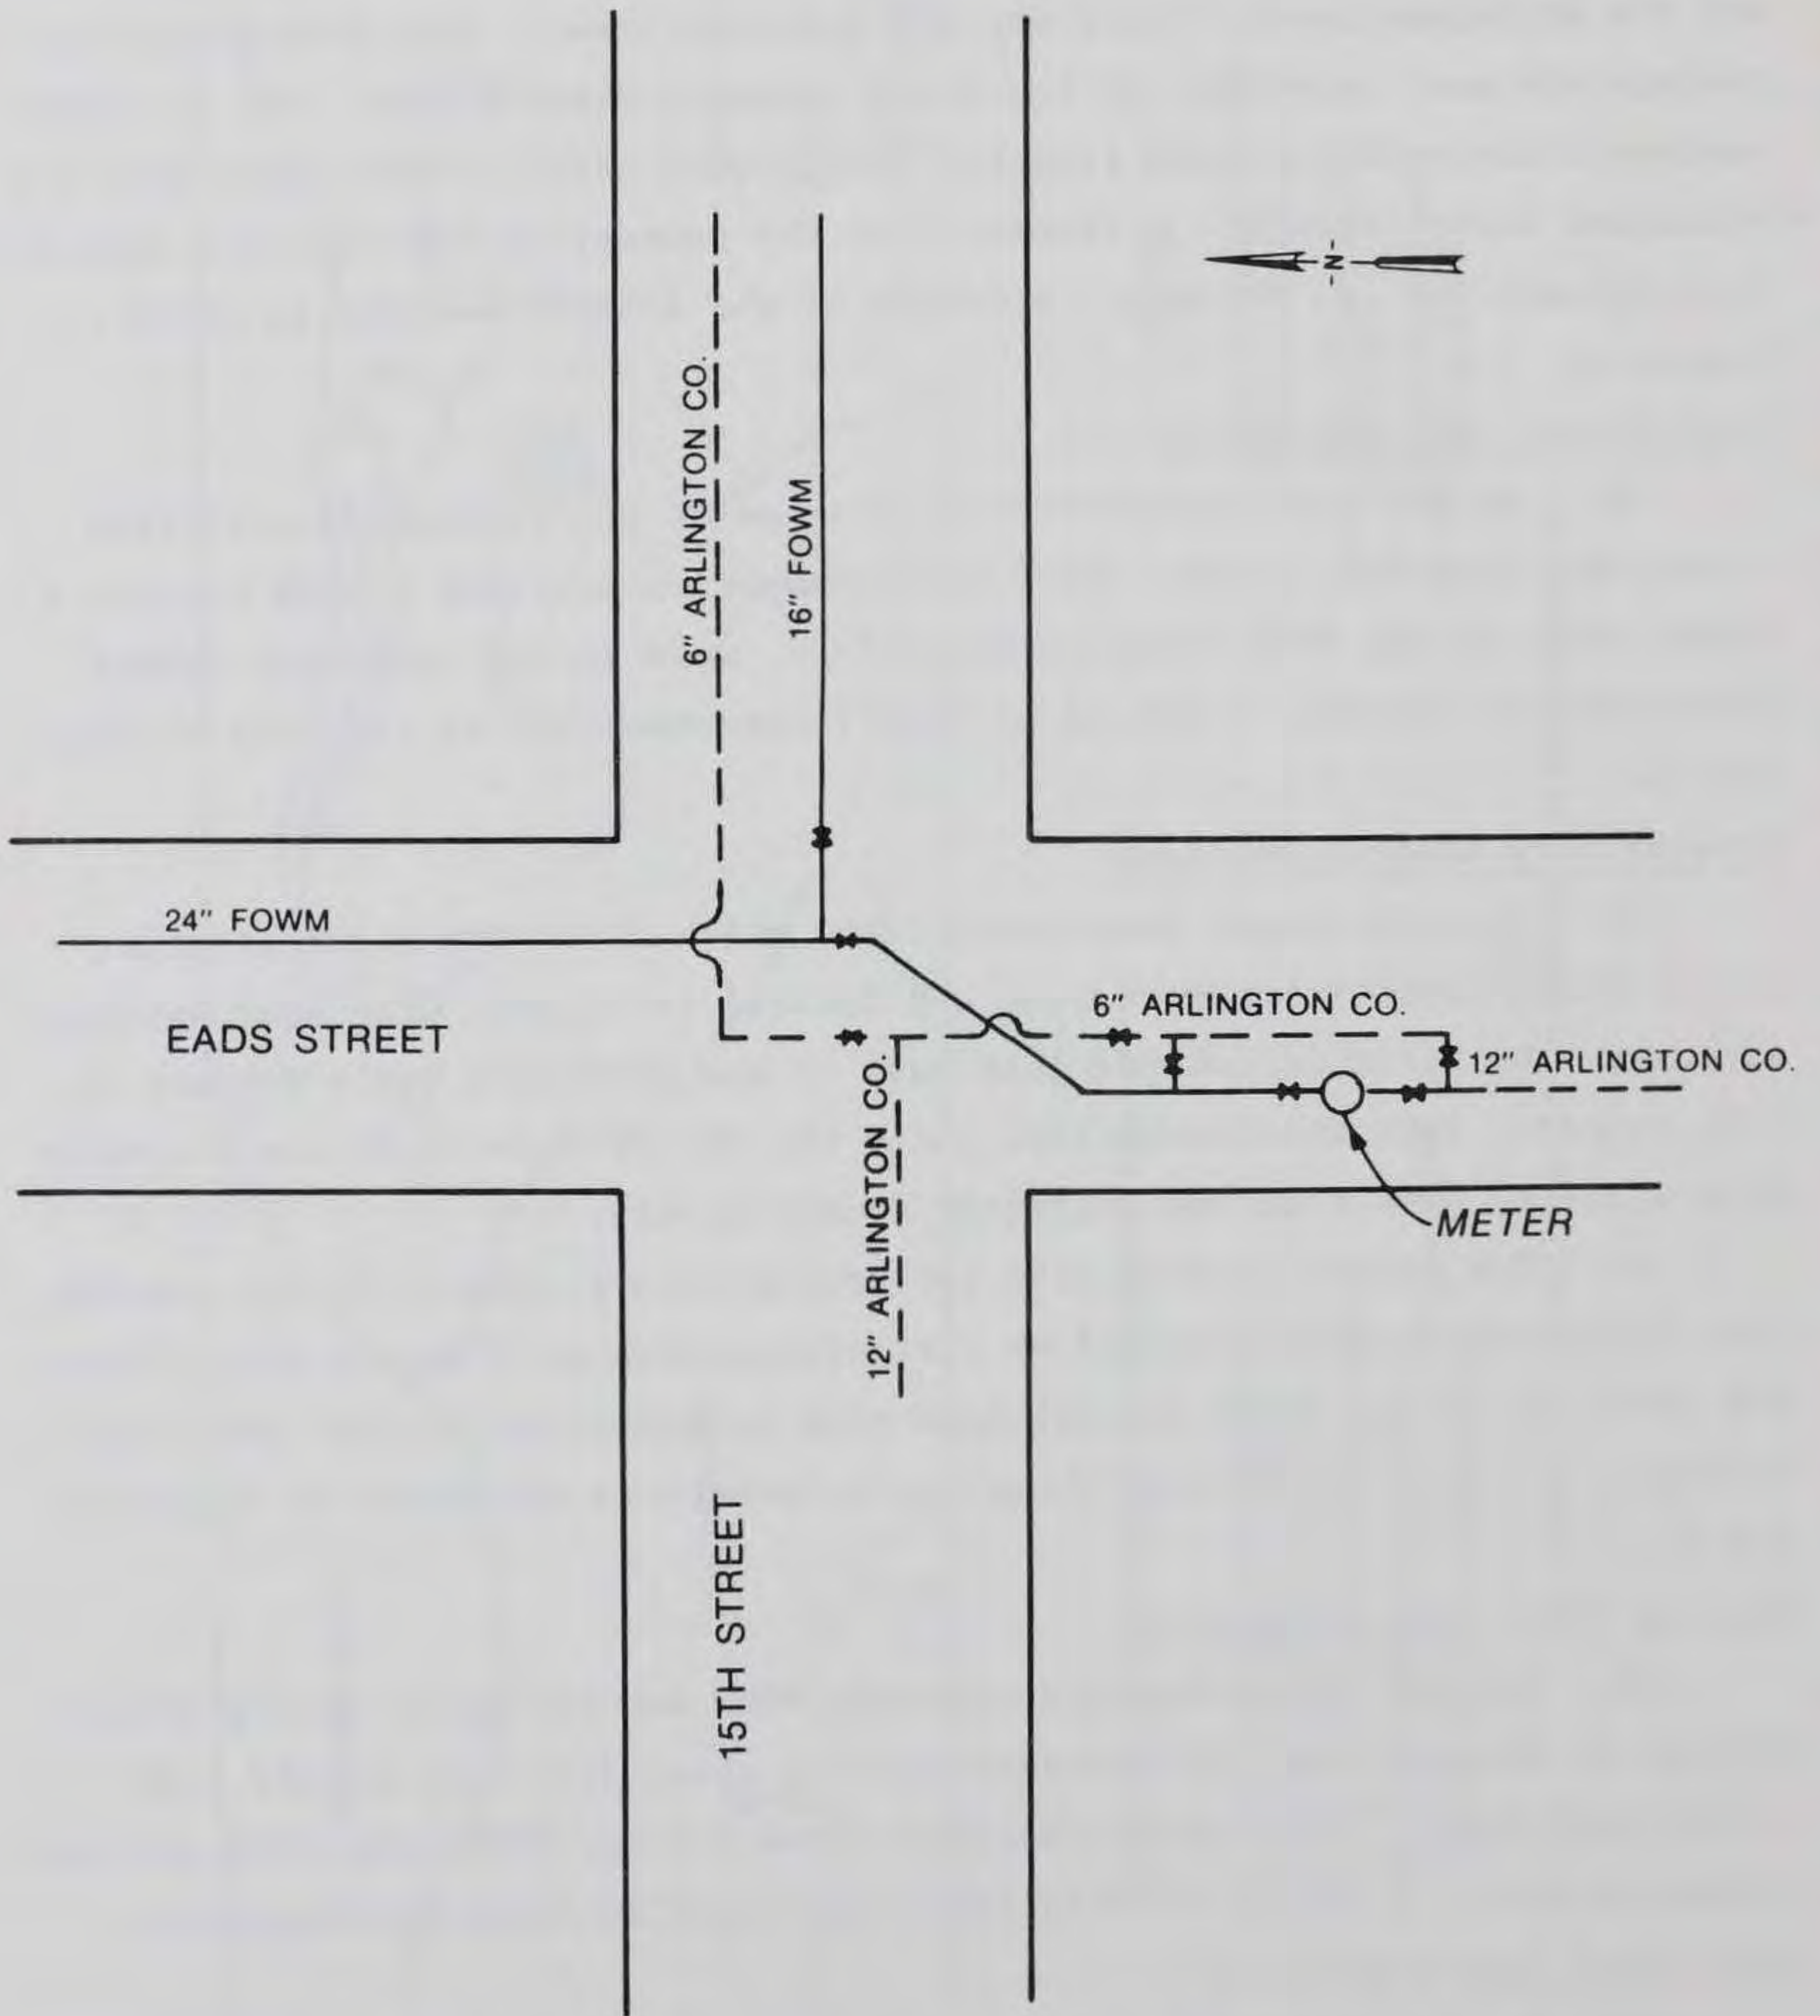 -N-
6" ARLINGTON CO.
16" FOWM
24" FOWM
EADS STREET
6" ARLINGTON CO.
12" ARLINGTON CO.
12" ARLINGTON CO.
METER
15TH STREET